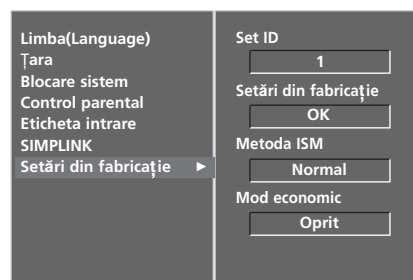 Limba(Language)
Țara
Blocare sistem
Control parental
Eticheta intrare
SIMPLINK
Setări din fabricație ►
Set ID
1
Setări din fabricație
OK
Metoda ISM
Normal
Mod economic
Oprit